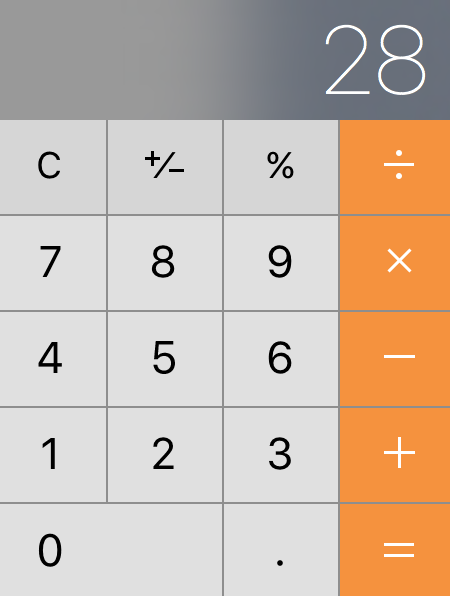 28
C +⁄− % ÷
7 8 9 ×
4 5 6 −
1 2 3 +
0 . =